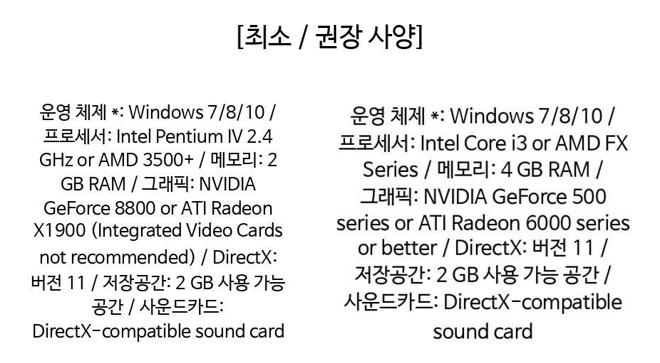 [최소 / 권장 사양]
운영 체제 *: Windows 7/8/10 /
프로세서: Intel Pentium IV 2.4
GHz or AMD 3500+ / 메모리: 2
GB RAM / 그래픽: NVIDIA
GeForce 8800 or ATI Radeon
X1900 (Integrated Video Cards
not recommended) / DirectX:
버전 11 / 저장공간: 2 GB 사용 가능
공간 / 사운드카드:
DirectX-compatible sound card
운영 체제 *: Windows 7/8/10 /
프로세서: Intel Core i3 or AMD FX
Series / 메모리: 4 GB RAM /
그래픽: NVIDIA GeForce 500
series or ATI Radeon 6000 series
or better / DirectX: 버전 11 /
저장공간: 2 GB 사용 가능 공간 /
사운드카드: DirectX-compatible
sound card